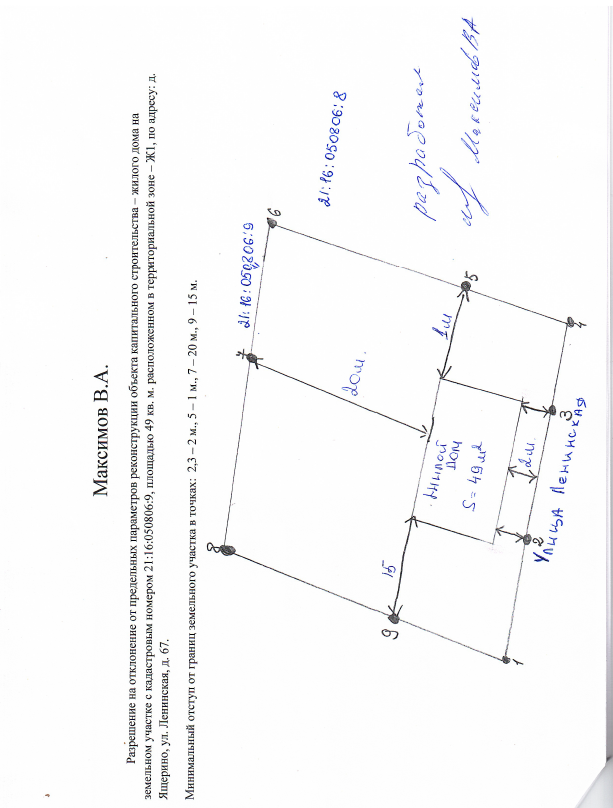 Максимов В.А.
Разрешение на отклонение от предельных параметров реконструкции объекта капитального строительства – жилого дома на
земельном участке с кадастровым номером 21:16:050806:9, площадью 49 кв. м. расположенном в территориальной зоне – Ж1, по адресу: д.
Ящерино, ул. Ленинская, д. 67.
Минимальный отступ от границ земельного участка в точках: 2,3 – 2 м., 5 – 1 м., 7 – 20 м., 9 – 15 м.
8
7
21:16:050806:9
6
21:16:050806:8
20м.
9
15
жилой
дом
S = 49 м2
1м
5
2м.
1
2
3
4
Улица Ленинская
разработал
Максимов ВА